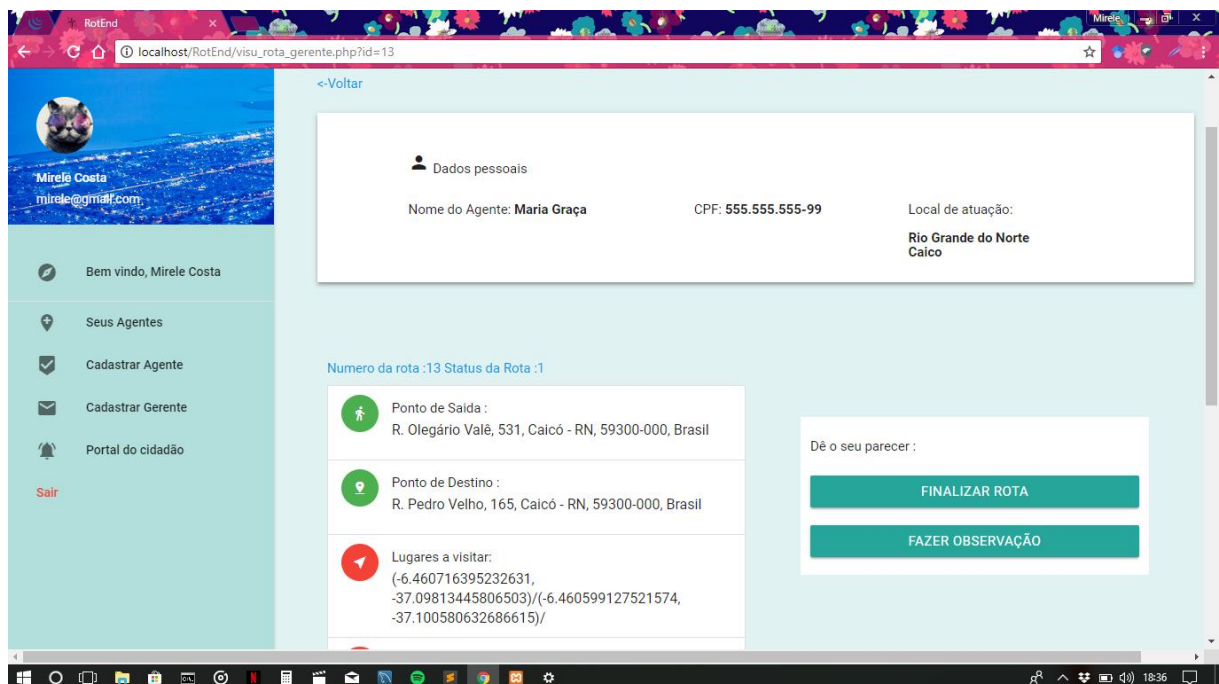 RotEnd
Mirele
localhost/RotEnd/visu_rota_gerente.php?id=13
<-Voltar
Mirele Costa
mirele@gmail.com
Bem vindo, Mirele Costa
Seus Agentes
Cadastrar Agente
Cadastrar Gerente
Portal do cidadão
Sair
Dados pessoais
Nome do Agente: Maria Graça
CPF: 555.555.555-99
Local de atuação:
Rio Grande do Norte
Caico
Numero da rota :13 Status da Rota :1
Ponto de Saida :
R. Olegário Valê, 531, Caicó - RN, 59300-000, Brasil
Ponto de Destino :
R. Pedro Velho, 165, Caicó - RN, 59300-000, Brasil
Lugares a visitar:
(-6.460716395232631,
-37.09813445806503)/(-6.460599127521574,
-37.100580632686615)/
Dê o seu parecer :
FINALIZAR ROTA
FAZER OBSERVAÇÃO
18:36